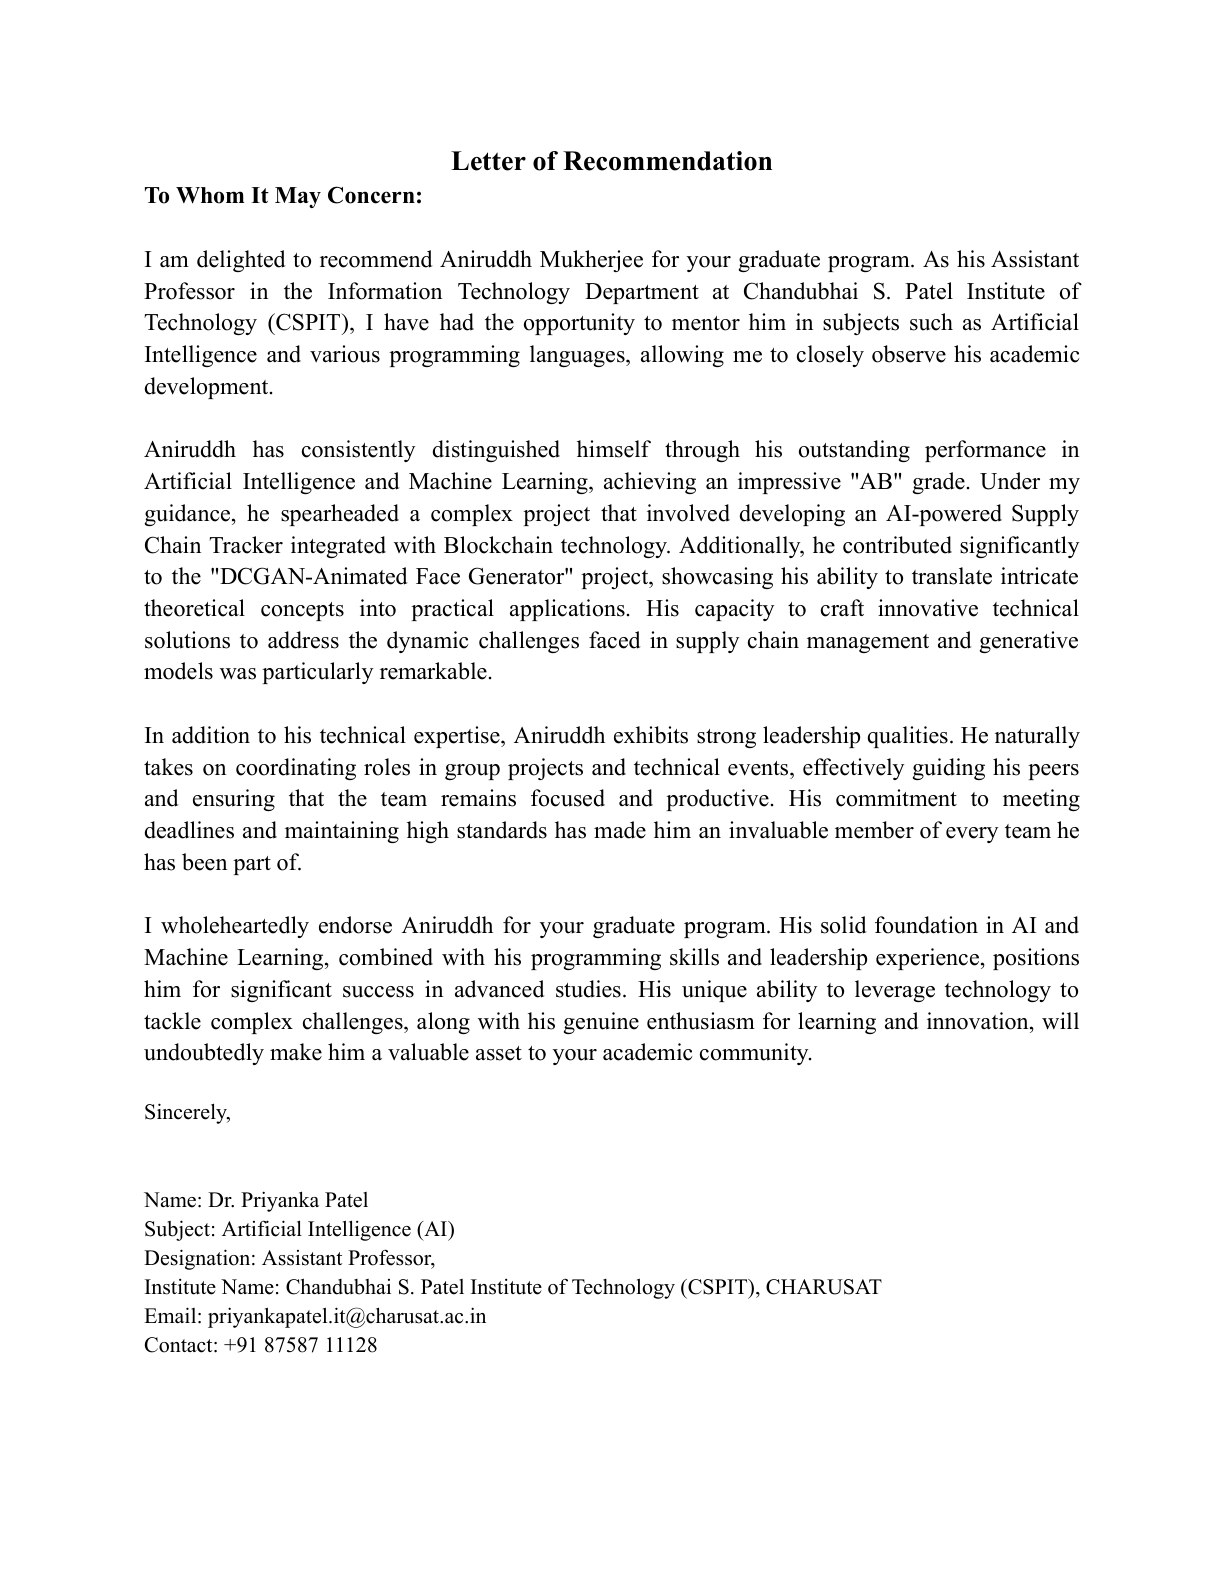 Letter of Recommendation
To Whom It May Concern:
I am delighted to recommend Aniruddh Mukherjee for your graduate program. As his Assistant
Professor in the Information Technology Department at Chandubhai S. Patel Institute of
Technology (CSPIT), I have had the opportunity to mentor him in subjects such as Artificial
Intelligence and various programming languages, allowing me to closely observe his academic
development.
Aniruddh has consistently distinguished himself through his outstanding performance in
Artificial Intelligence and Machine Learning, achieving an impressive "AB" grade. Under my
guidance, he spearheaded a complex project that involved developing an AI-powered Supply
Chain Tracker integrated with Blockchain technology. Additionally, he contributed significantly
to the "DCGAN-Animated Face Generator" project, showcasing his ability to translate intricate
theoretical concepts into practical applications. His capacity to craft innovative technical
solutions to address the dynamic challenges faced in supply chain management and generative
models was particularly remarkable.
In addition to his technical expertise, Aniruddh exhibits strong leadership qualities. He naturally
takes on coordinating roles in group projects and technical events, effectively guiding his peers
and ensuring that the team remains focused and productive. His commitment to meeting
deadlines and maintaining high standards has made him an invaluable member of every team he
has been part of.
I wholeheartedly endorse Aniruddh for your graduate program. His solid foundation in AI and
Machine Learning, combined with his programming skills and leadership experience, positions
him for significant success in advanced studies. His unique ability to leverage technology to
tackle complex challenges, along with his genuine enthusiasm for learning and innovation, will
undoubtedly make him a valuable asset to your academic community.
Sincerely,
Name: Dr. Priyanka Patel
Subject: Artificial Intelligence (AI)
Designation: Assistant Professor,
Institute Name: Chandubhai S. Patel Institute of Technology (CSPIT), CHARUSAT
Email: priyankapatel.it@charusat.ac.in
Contact: +91 87587 11128